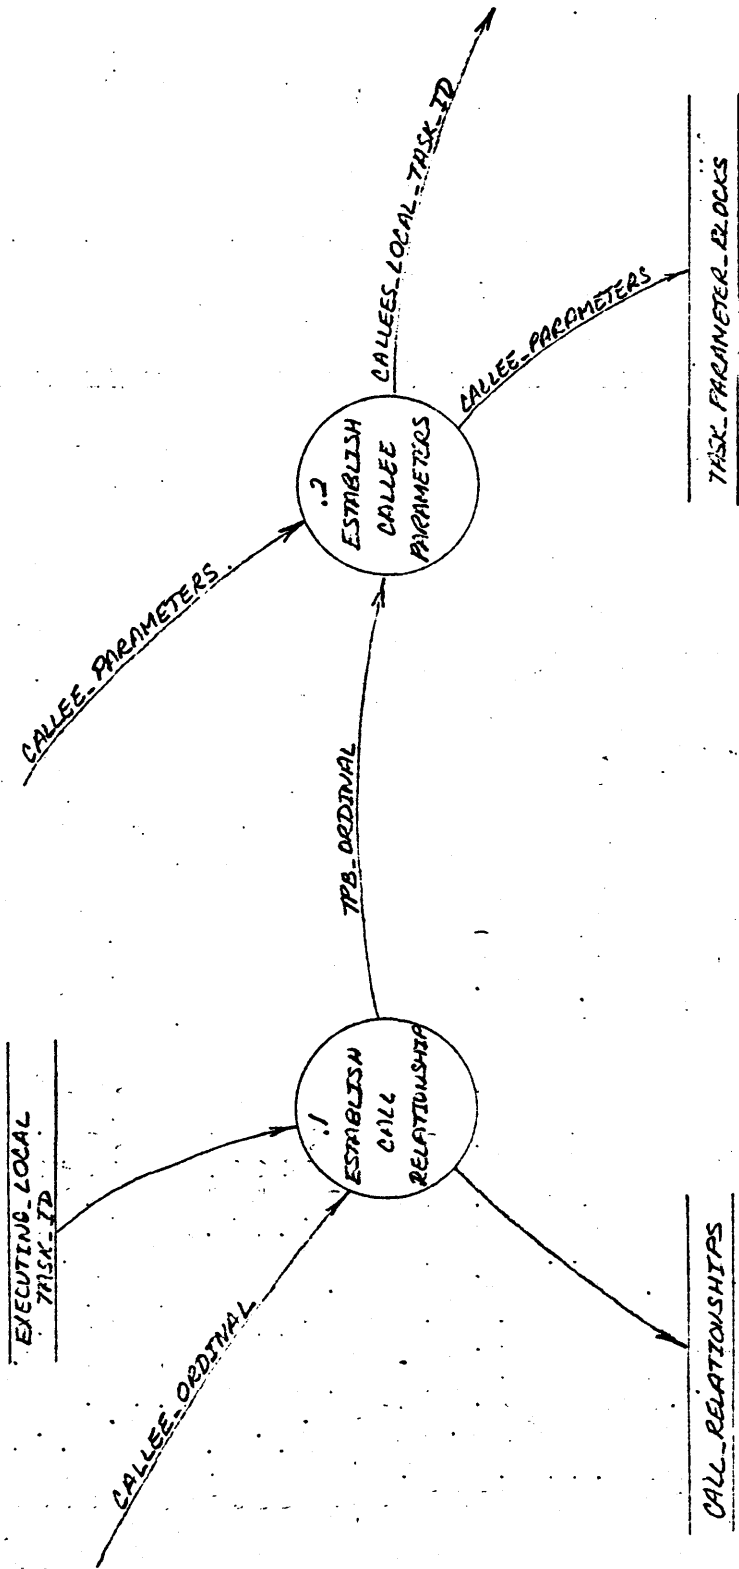 EXECUTING_LOCAL
TASK_ID
CALLEE_ORDINAL
.1
ESTABLISH
CALL
RELATIONSHIP
CALL_RELATIONSHIPS
TPB_ORDINAL
CALLEE_PARAMETERS
.2
ESTABLISH
CALLEE
PARAMETERS
CALLEES_LOCAL_TASK_ID
CALLEE_PARAMETERS
TASK_PARAMETER_BLOCKS